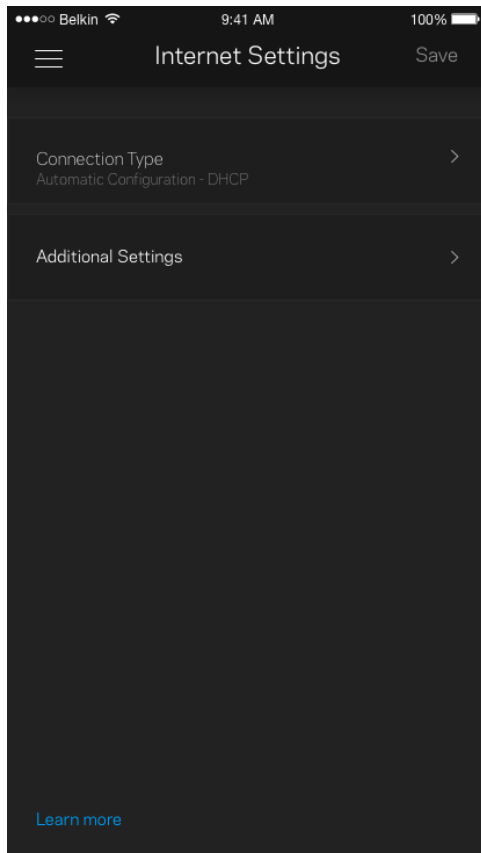 Belkin 9:41 AM 100%
Internet Settings Save
Connection Type
Automatic Configuration - DHCP
Additional Settings
Learn more